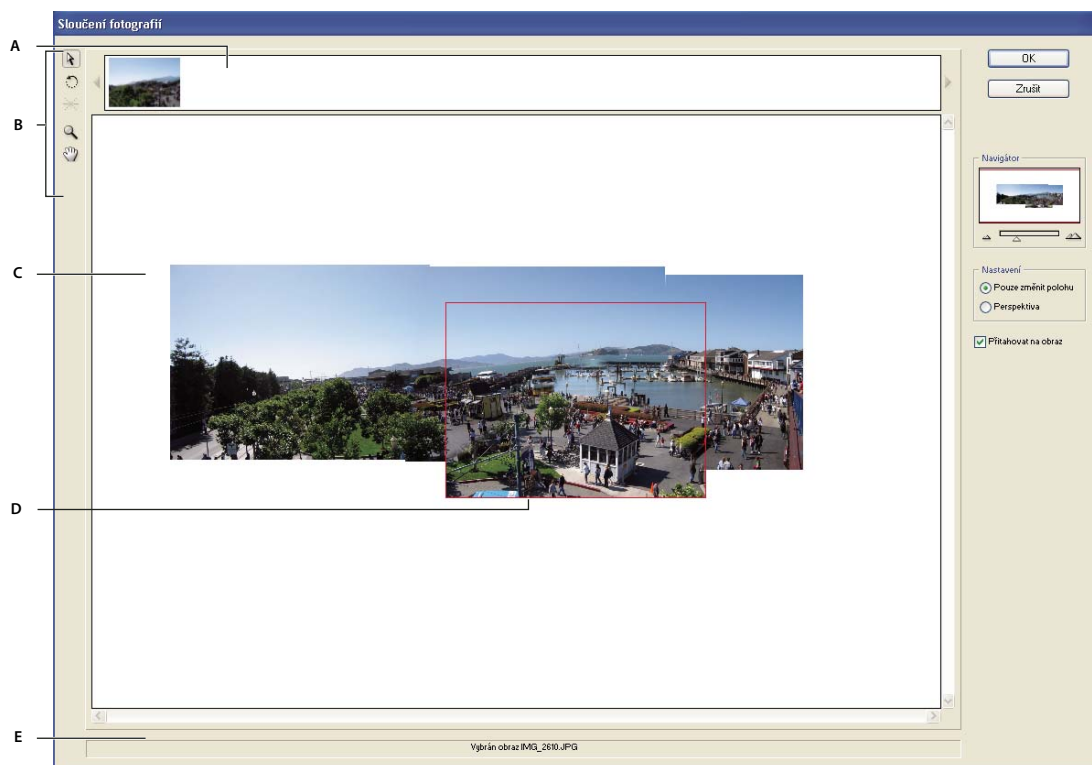 Sloučení fotografií
A
OK
B
Zrušit
Navigátor
C
Nastavení
Pouze změnit polohu
Perspektiva
Přitahovat na obraz
D
E
Vybrán obraz IMG_2610.JPG